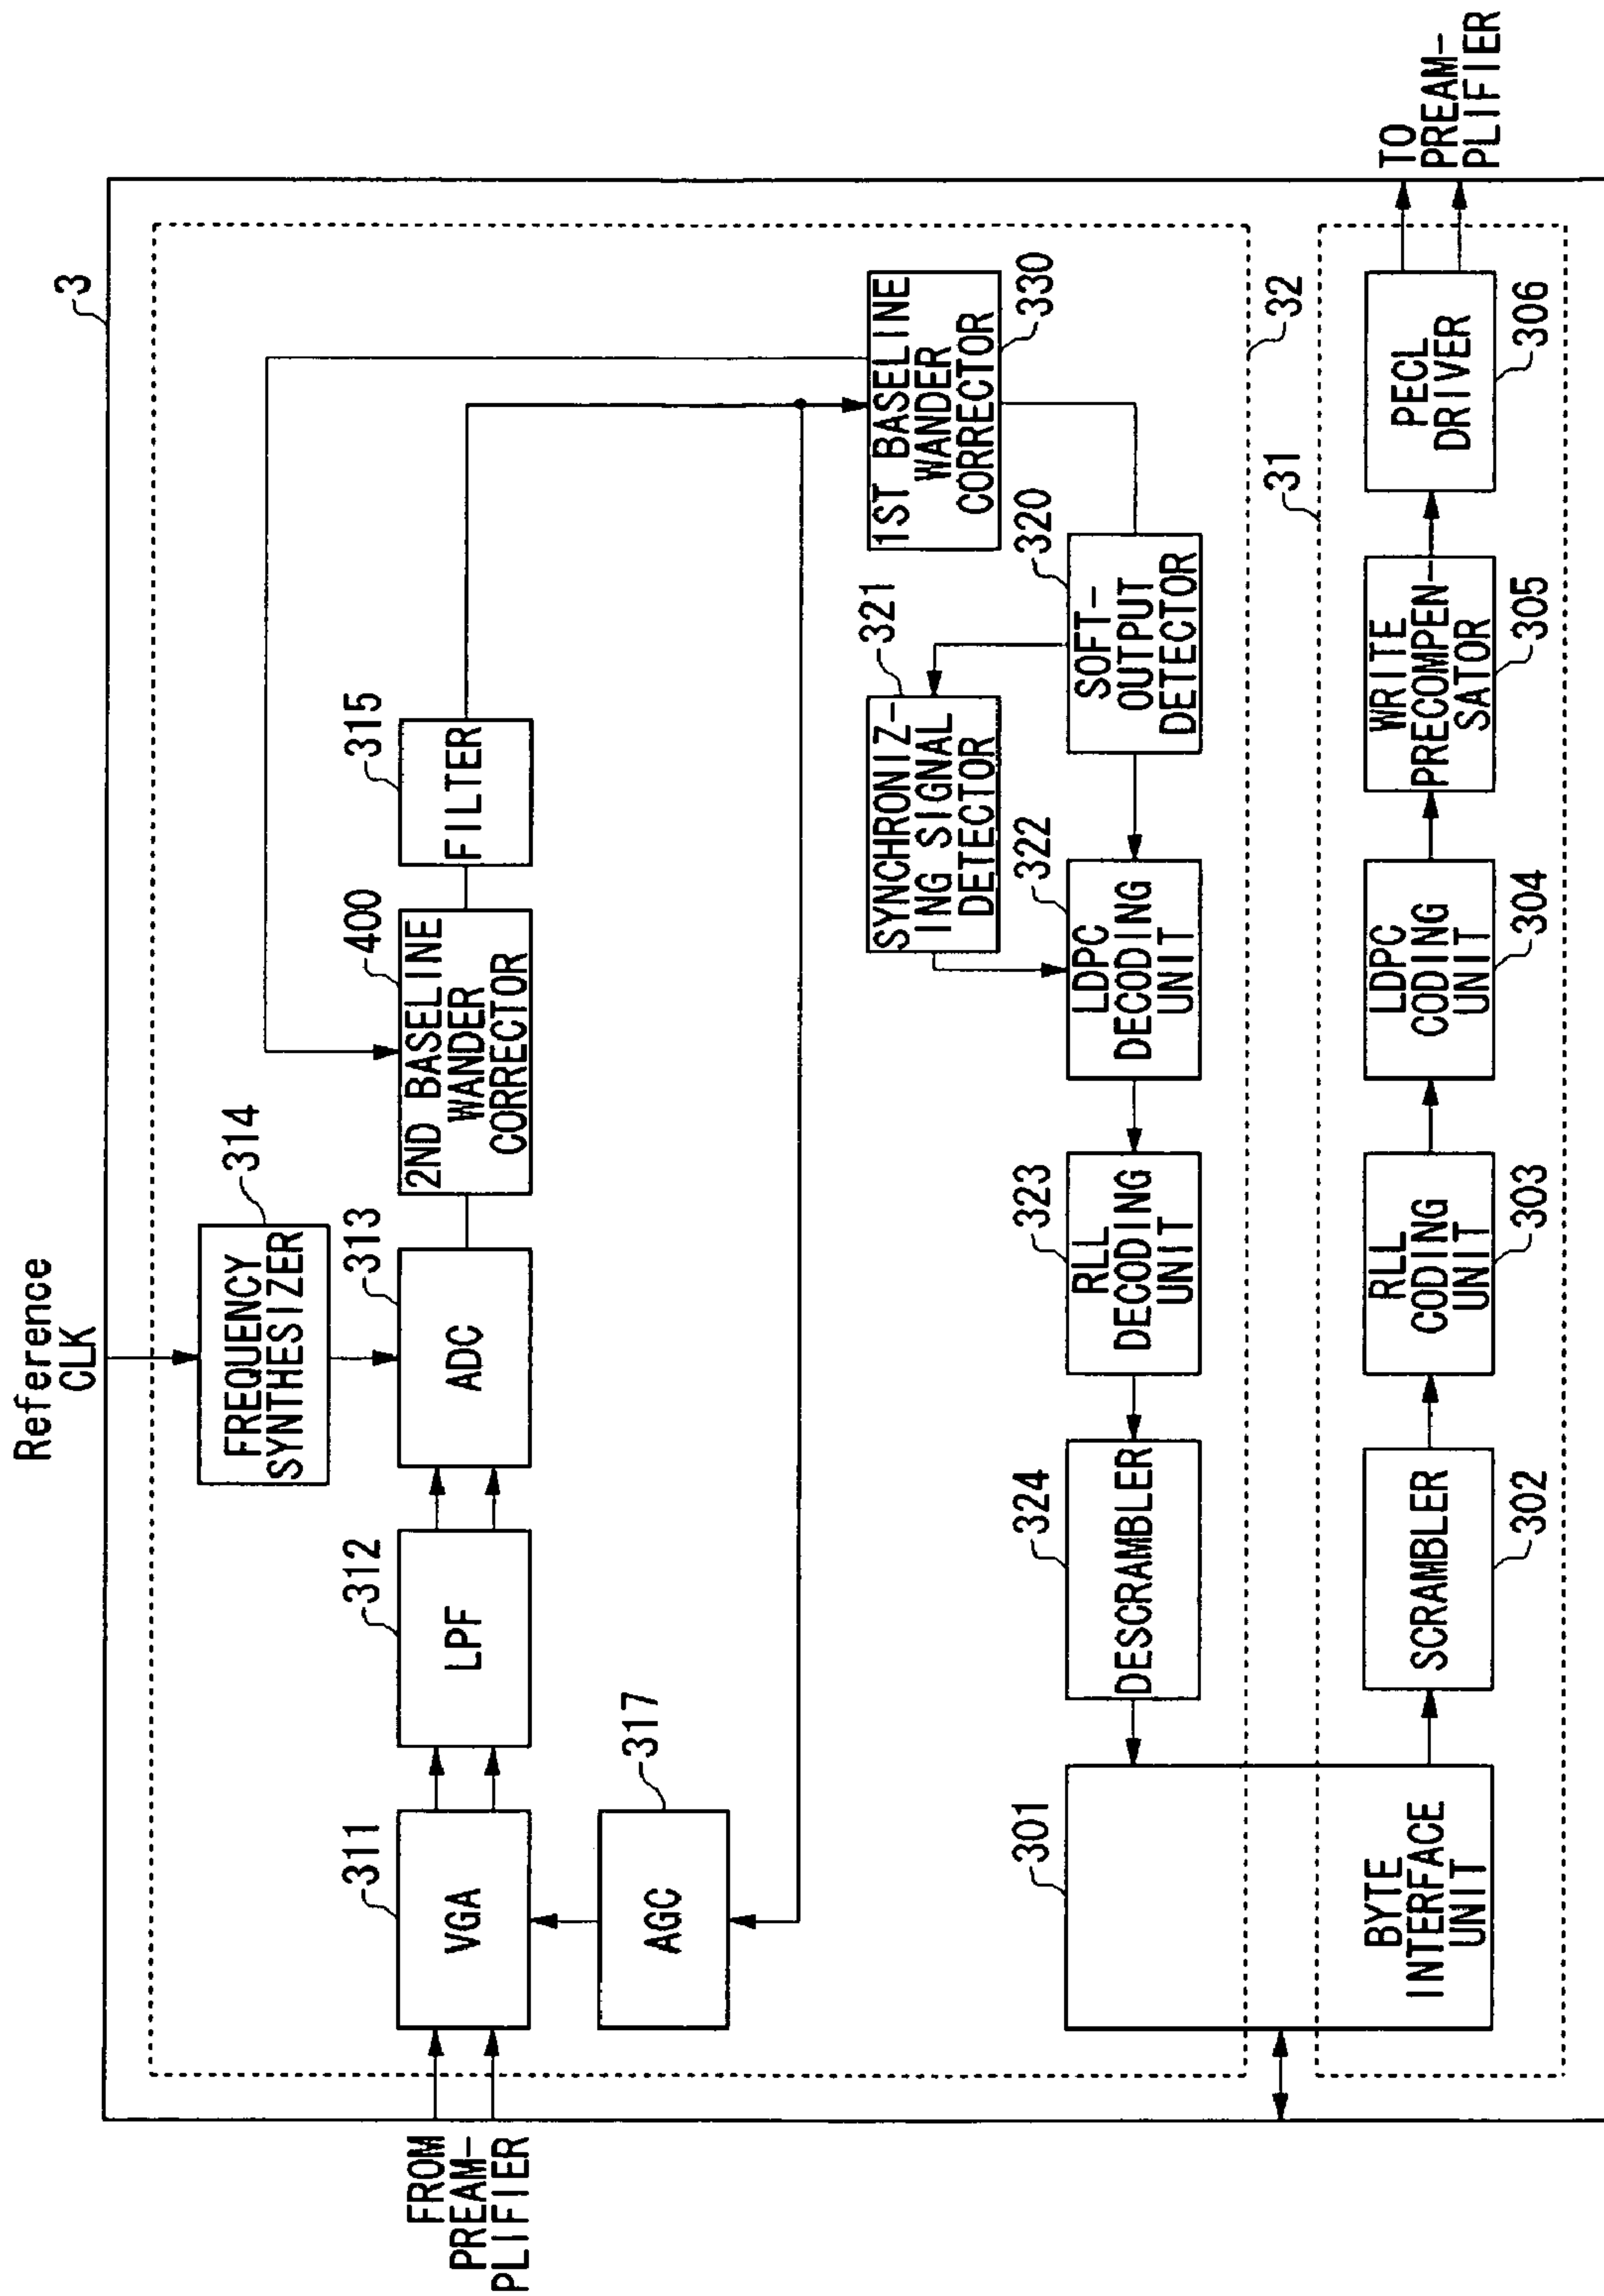 Reference
CLK
3
FREQUENCY
SYNTHESIZER
314
FROM
PREAM-
PLIFIER
VGA
311
LPF
312
ADC
313
2ND BASELINE
WANDER
CORRECTOR
400
FILTER
315
AGC
317
1ST BASELINE
WANDER
CORRECTOR
330
SYNCHRONIZ-
ING SIGNAL
DETECTOR
321
301
DESCRAMBLER
324
RLL
DECODING
UNIT
323
LDPC
DECODING
UNIT
322
SOFT-
OUTPUT
DETECTOR
320
32
31
BYTE
INTERFACE
UNIT
SCRAMBLER
302
RLL
CODING
UNIT
303
LDPC
CODING
UNIT
304
WRITE
PRECOMPEN-
SATOR
305
PECL
DRIVER
306
TO
PREAM-
PLIFIER